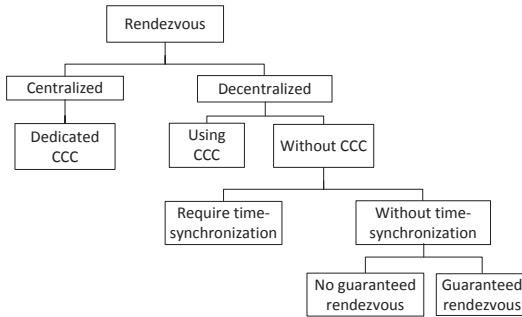 Rendezvous
Centralized
Decentralized
Dedicated
CCC
Using
CCC
Without CCC
Require time-
synchronization
Without time-
synchronization
No guaranteed
rendezvous
Guaranteed
rendezvous